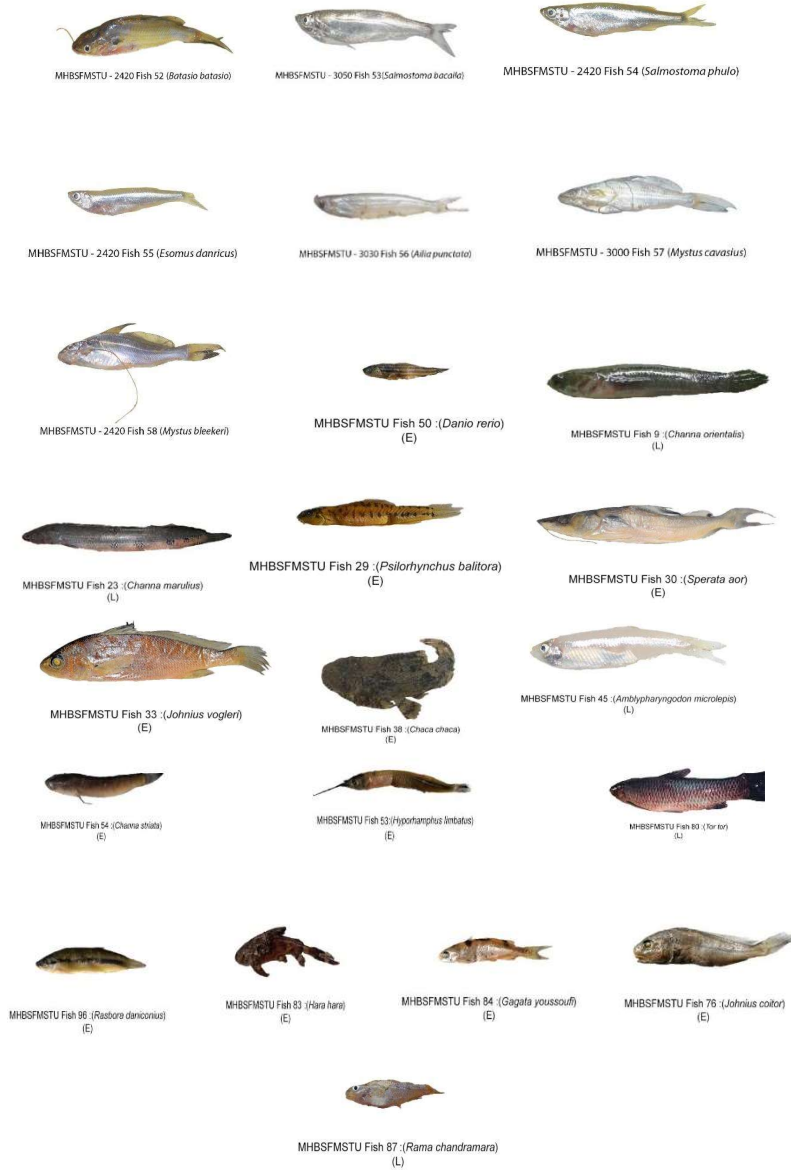 MHBSFMSTU - 2420 Fish 52 (Batasio batasio)
MHBSFMSTU - 3050 Fish 53(Salmostoma bacaila)
MHBSFMSTU - 2420 Fish 54 (Salmostoma phulo)
MHBSFMSTU - 2420 Fish 55 (Esomus danricus)
MHBSFMSTU - 3030 Fish 56 (Ailia punctata)
MHBSFMSTU - 3000 Fish 57 (Mystus cavasius)
MHBSFMSTU - 2420 Fish 58 (Mystus bleekeri)
MHBSFMSTU Fish 50 :(Danio rerio)
(E)
MHBSFMSTU Fish 9 :(Channa orientalis)
(L)
MHBSFMSTU Fish 23 :(Channa marulius)
(L)
MHBSFMSTU Fish 29 :(Psilorhynchus balitora)
(E)
MHBSFMSTU Fish 30 :(Sperata aor)
(E)
MHBSFMSTU Fish 33 :(Johnius vogleri)
(E)
MHBSFMSTU Fish 38 :(Chaca chaca)
(E)
MHBSFMSTU Fish 45 :(Amblypharyngodon microlepis)
(L)
MHBSFMSTU Fish 54 :(Channa striata)
(E)
MHBSFMSTU Fish 53:(Hyporhamphus limbatus)
(E)
MHBSFMSTU Fish 80 :(Tor tor)
(L)
MHBSFMSTU Fish 96 :(Rasbora daniconius)
(E)
MHBSFMSTU Fish 83 :(Hara hara)
(E)
MHBSFMSTU Fish 84 :(Gagata youssoufi)
(E)
MHBSFMSTU Fish 76 :(Johnius coitor)
(E)
MHBSFMSTU Fish 87 :(Rama chandramara)
(L)